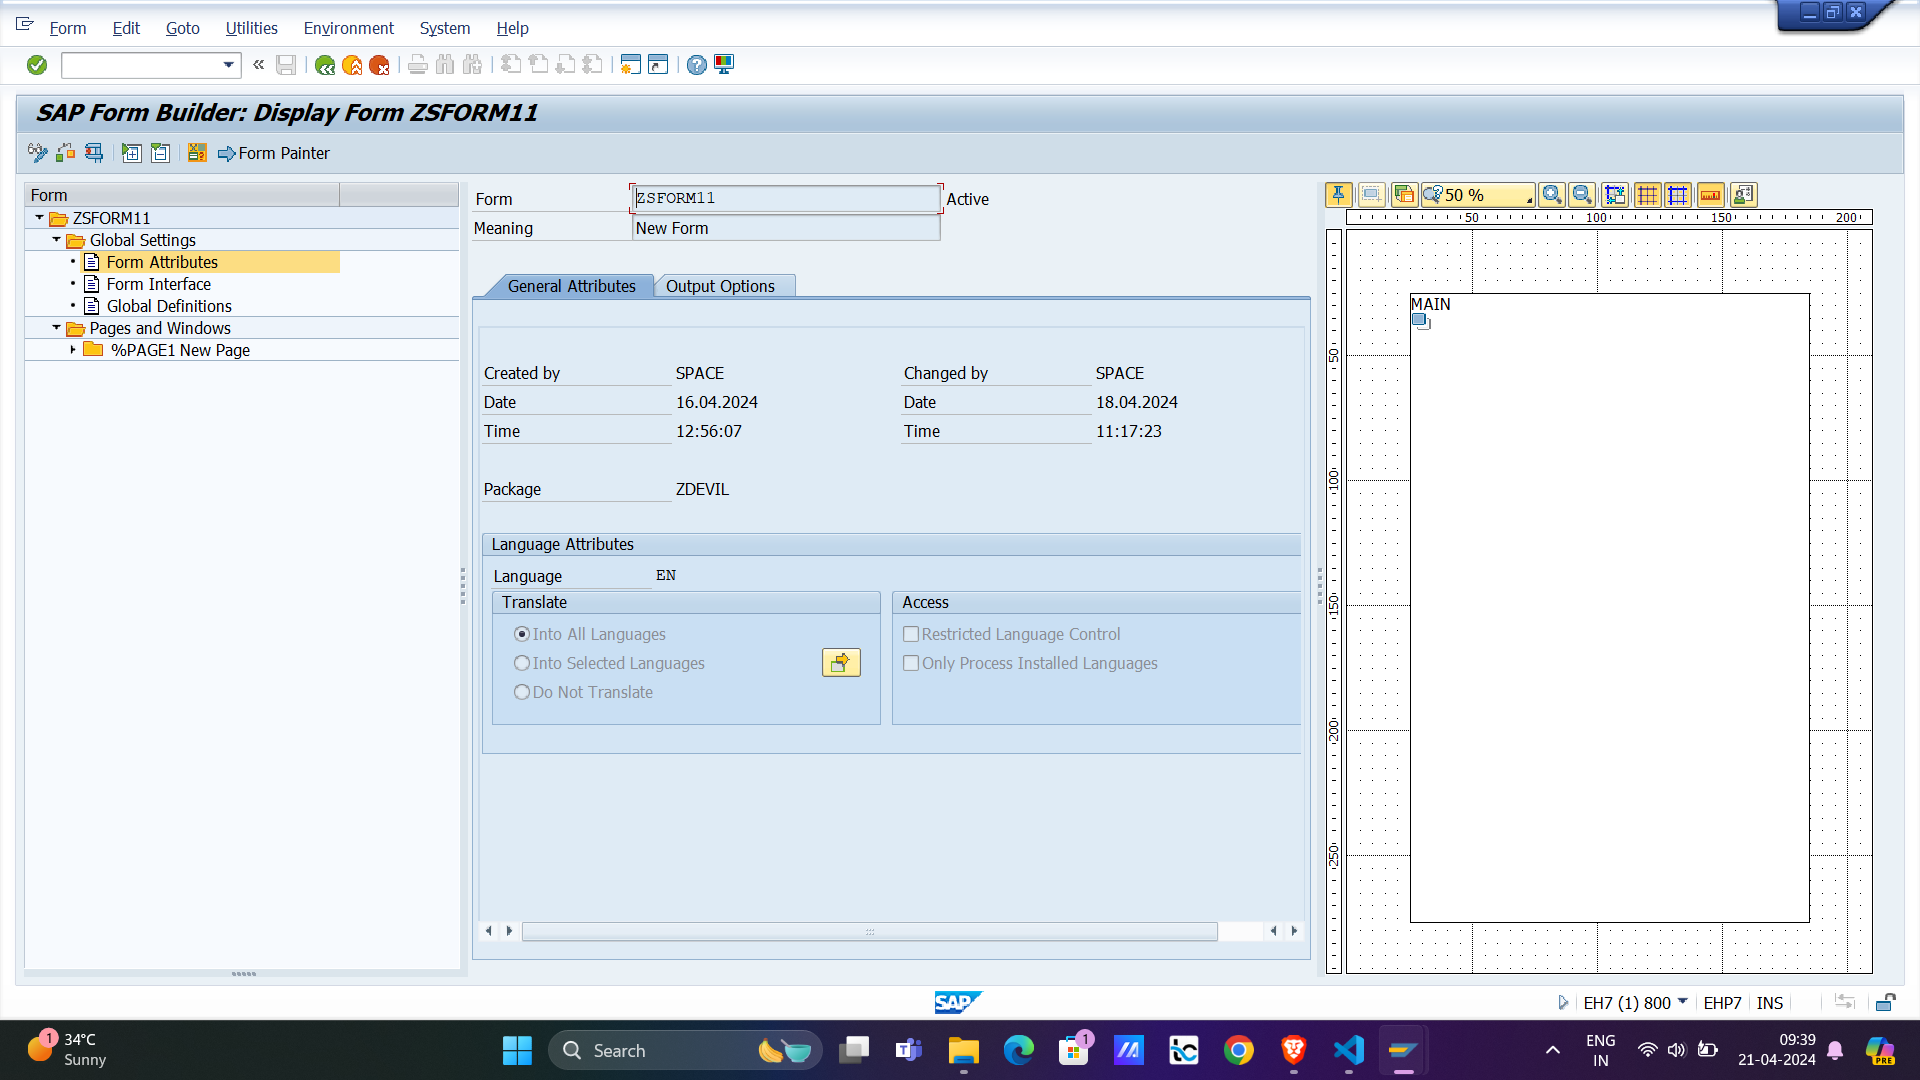 Form Edit Goto Utilities Environment System Help
SAP Form Builder: Display Form ZSFORM11
Form Painter
Form
ZSFORM11
Global Settings
Form Attributes
Form Interface
Global Definitions
Pages and Windows
%PAGE1 New Page
Form ZSFORM11 Active
Meaning New Form
General Attributes Output Options
Created by SPACE Changed by SPACE
Date 16.04.2024 Date 18.04.2024
Time 12:56:07 Time 11:17:23
Package ZDEVIL
Language Attributes
Language EN
Translate Access
Into All Languages Restricted Language Control
Into Selected Languages Only Process Installed Languages
Do Not Translate
50 %
50 100 150 200
50
100
150
200
250
MAIN
SAP
EH7 (1) 800 EHP7 INS
1
34°C
Sunny
Search
1
ENG
IN
09:39
21-04-2024
PRE